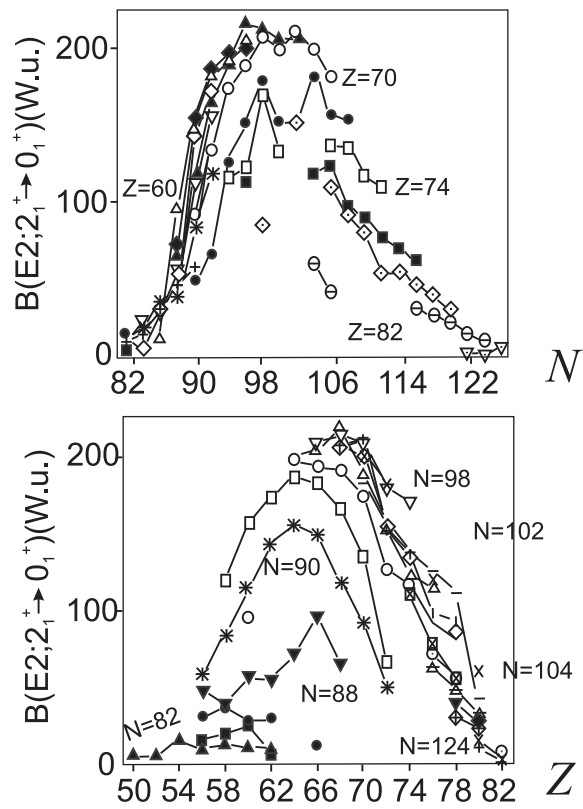 B(E2;2₁⁺→0₁⁺)(W.u.)
200
100
0
Z=60
Z=70
Z=74
Z=82
82 90 98 106 114 122
N
B(E2;2₁⁺→0₁⁺)(W.u.)
200
100
0
N=98
N=102
N=90
N=104
N=88
N=82
N=124
50 54 58 62 66 70 74 78 82
Z